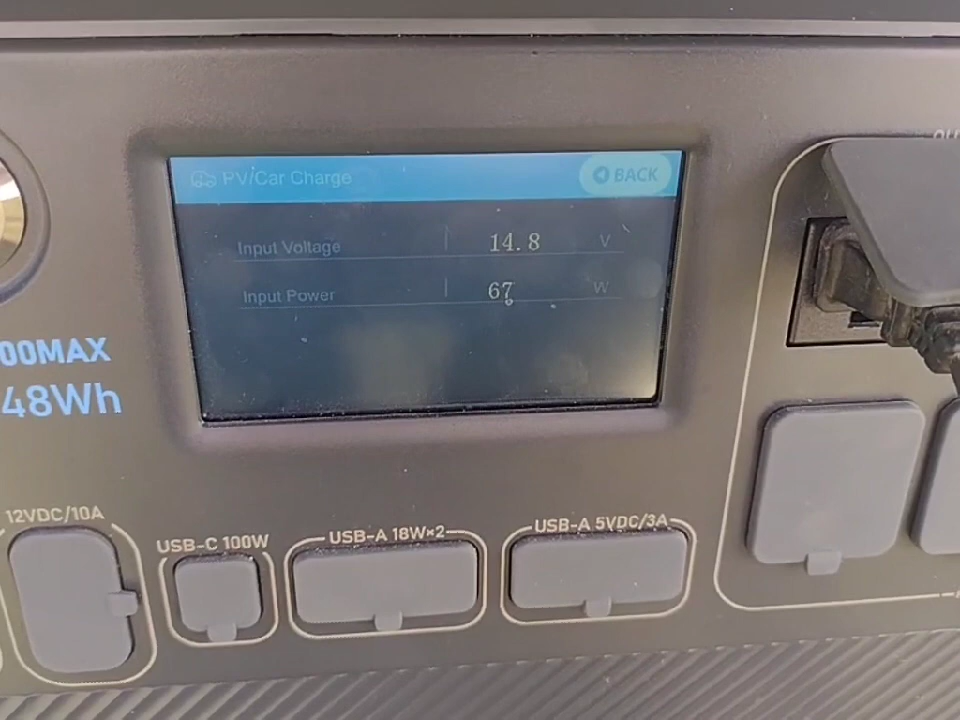 PV/Car Charge
BACK
Input Voltage 14.8 V
Input Power 67 W
00MAX
48Wh
12VDC/10A
USB-C 100W
USB-A 18W×2
USB-A 5VDC/3A